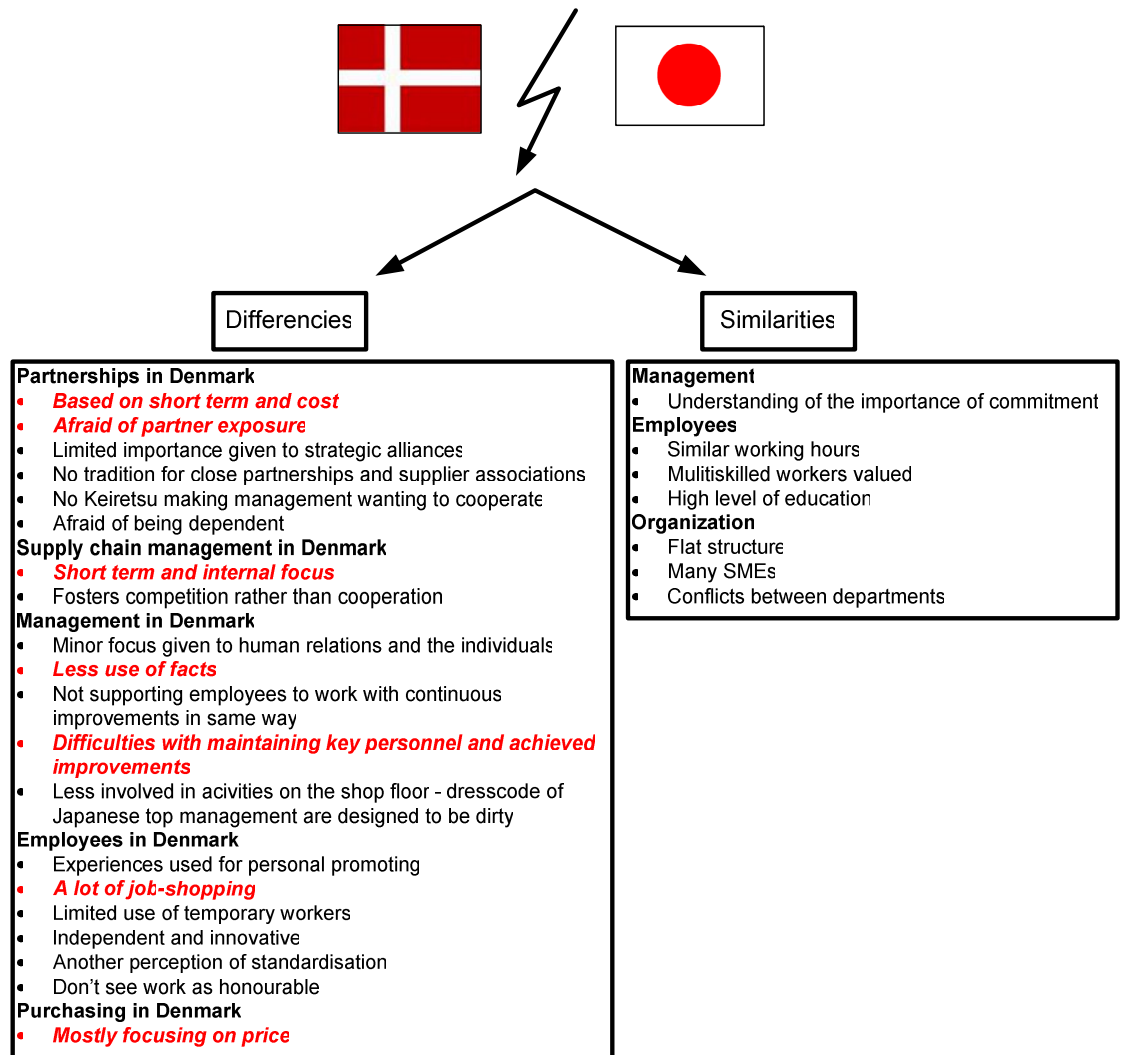 Differencies
Similarities
Partnerships in Denmark
• Based on short term and cost
• Afraid of partner exposure
• Limited importance given to strategic alliances
• No tradition for close partnerships and supplier associations
• No Keiretsu making management wanting to cooperate
• Afraid of being dependent
Supply chain management in Denmark
• Short term and internal focus
• Fosters competition rather than cooperation
Management in Denmark
• Minor focus given to human relations and the individuals
• Less use of facts
• Not supporting employees to work with continuous
improvements in same way
• Difficulties with maintaining key personnel and achieved
improvements
• Less involved in acivities on the shop floor - dresscode of
Japanese top management are designed to be dirty
Employees in Denmark
• Experiences used for personal promoting
• A lot of job-shopping
• Limited use of temporary workers
• Independent and innovative
• Another perception of standardisation
• Don't see work as honourable
Purchasing in Denmark
• Mostly focusing on price
Management
• Understanding of the importance of commitment
Employees
• Similar working hours
• Mulitiskilled workers valued
• High level of education
Organization
• Flat structure
• Many SMEs
• Conflicts between departments